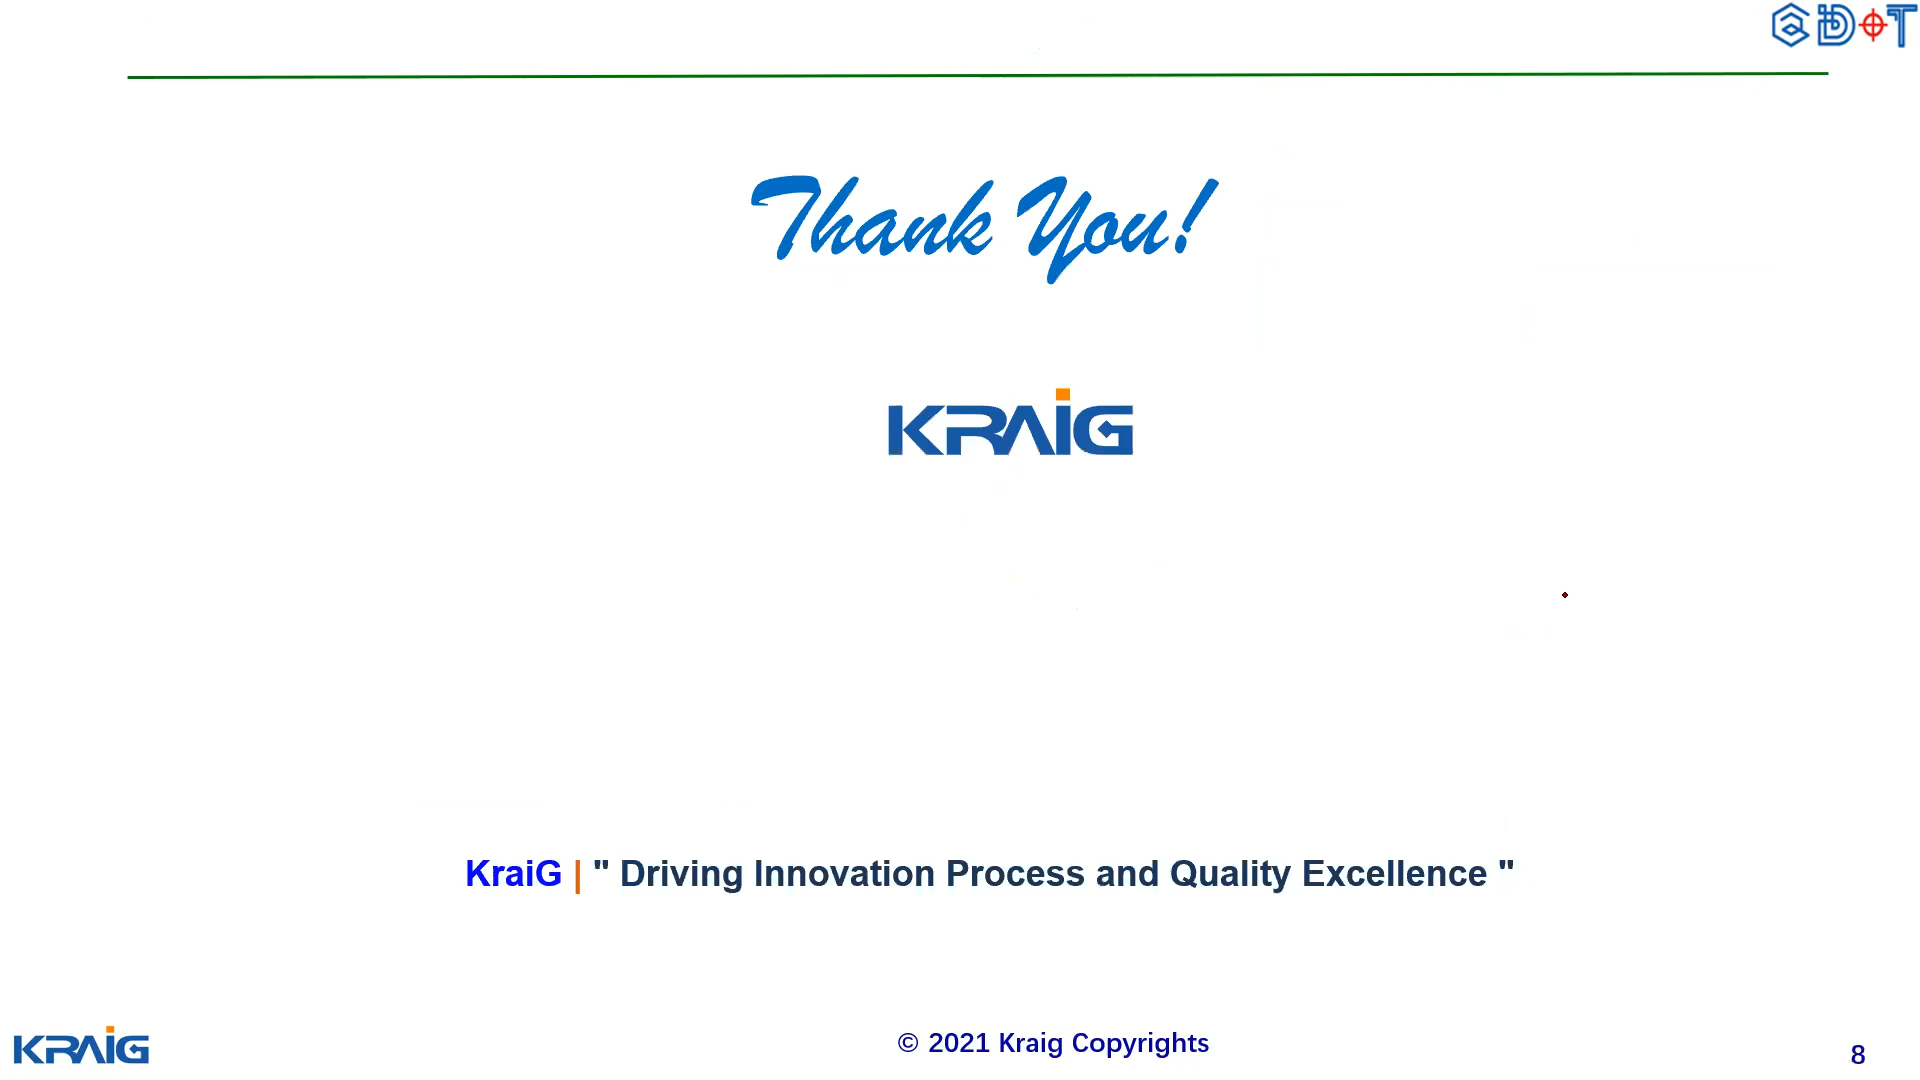 Thank You!
KRAIG
KraiG | " Driving Innovation Process and Quality Excellence "
KRAIG
© 2021 Kraig Copyrights
8